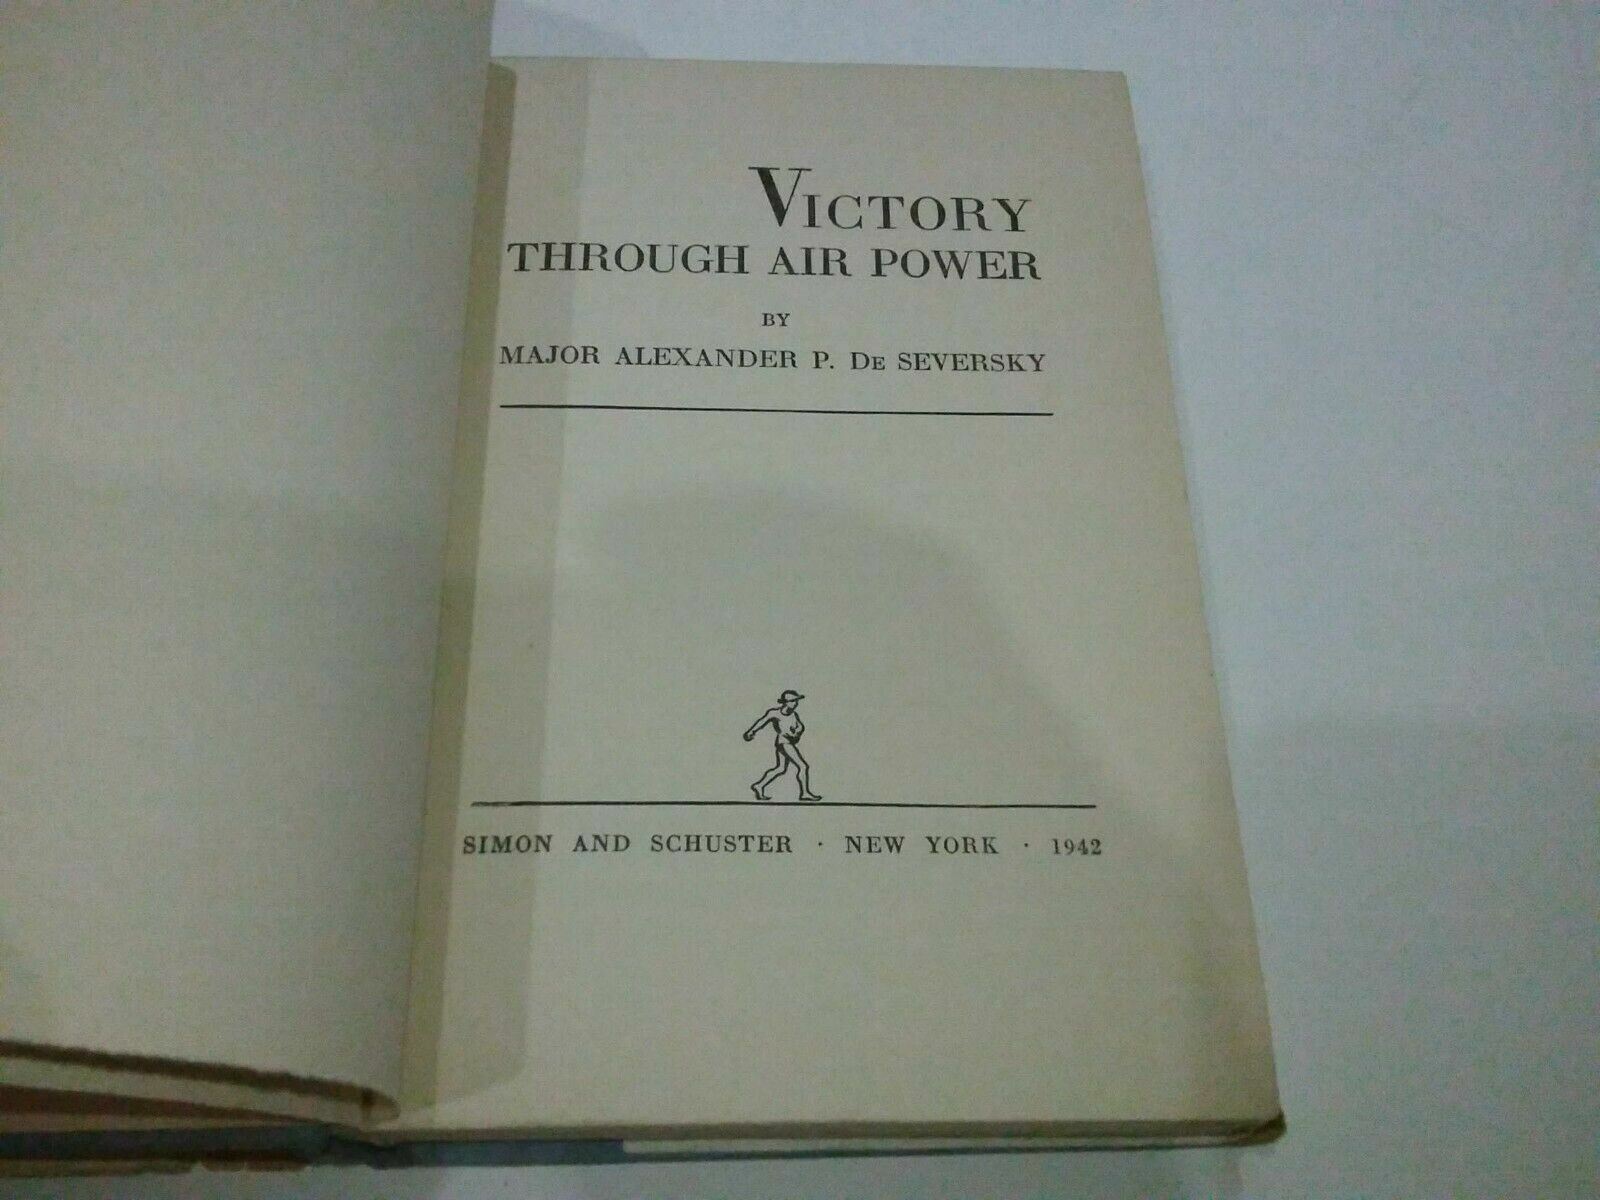 VICTORY
THROUGH AIR POWER
BY
MAJOR ALEXANDER P. DE SEVERSKY
SIMON AND SCHUSTER · NEW YORK · 1942